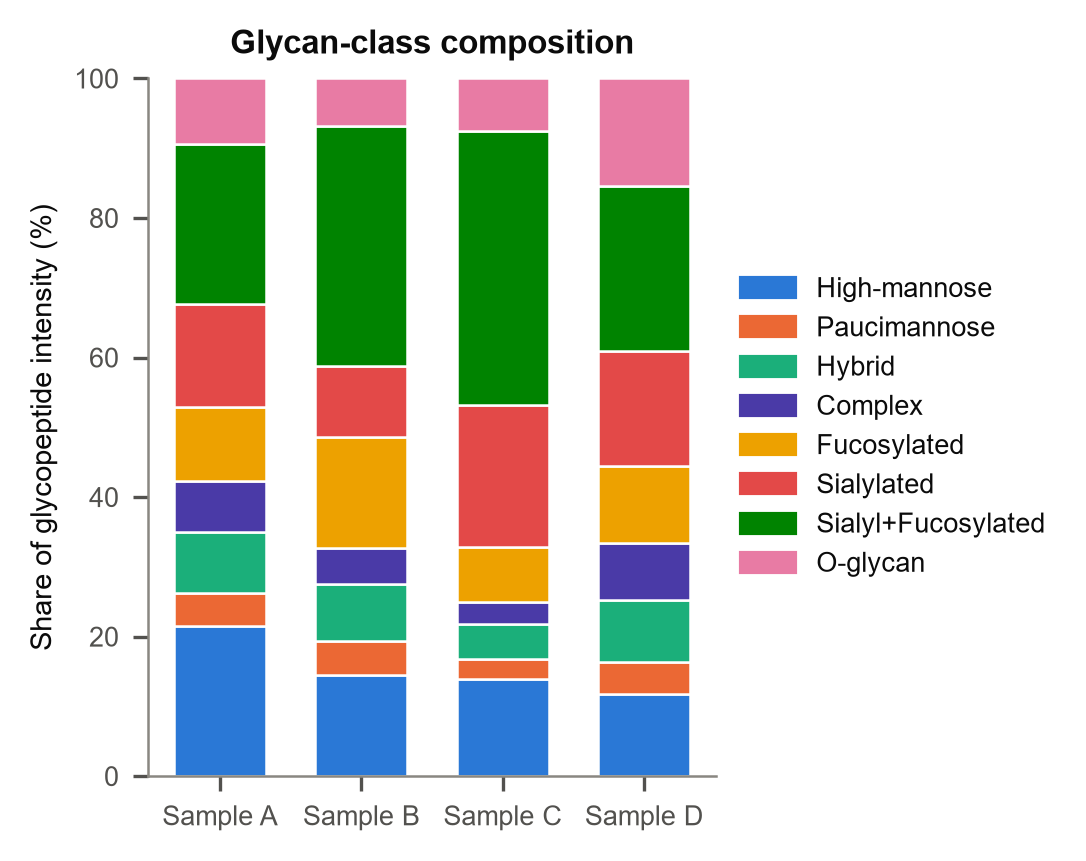 Glycan-class composition
Share of glycopeptide intensity (%)
100
80
60
40
20
0
Sample A Sample B Sample C Sample D
High-mannose
Paucimannose
Hybrid
Complex
Fucosylated
Sialylated
Sialyl+Fucosylated
O-glycan